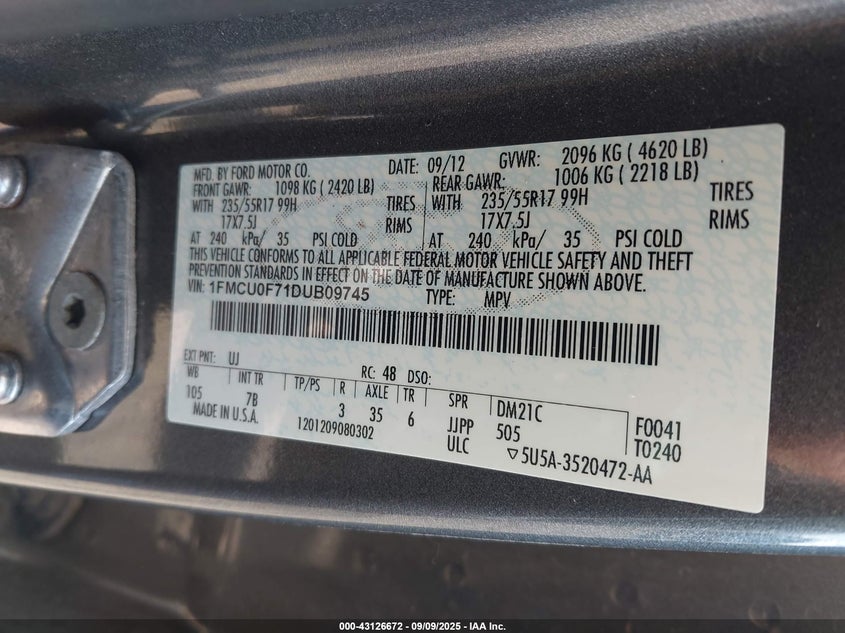 MFD. BY FORD MOTOR CO. DATE: 09/12 GVWR: 2096 KG ( 4620 LB)
FRONT GAWR: 1098 KG ( 2420 LB) REAR GAWR: 1006 KG ( 2218 LB)
WITH 235/55R17 99H TIRES WITH 235/55R17 99H TIRES
17X7.5J RIMS 17X7.5J RIMS
AT 240 kPa/ 35 PSI COLD AT 240 kPa/ 35 PSI COLD
THIS VEHICLE CONFORMS TO ALL APPLICABLE FEDERAL MOTOR VEHICLE SAFETY AND THEFT
PREVENTION STANDARDS IN EFFECT ON THE DATE OF MANUFACTURE SHOWN ABOVE.
VIN: 1FMCU0F71DUB09745 TYPE: MPV
EXT PNT: UJ RC: 48 DSO:
WB INT TR TP/PS R AXLE TR SPR DM21C F0041
105 7B 3 35 6 JJPP 505 T0240
MADE IN U.S.A. 1201209080302 ULC ▽5U5A-3520472-AA
000-43126672 | 09/09/2025 - IAA Inc.